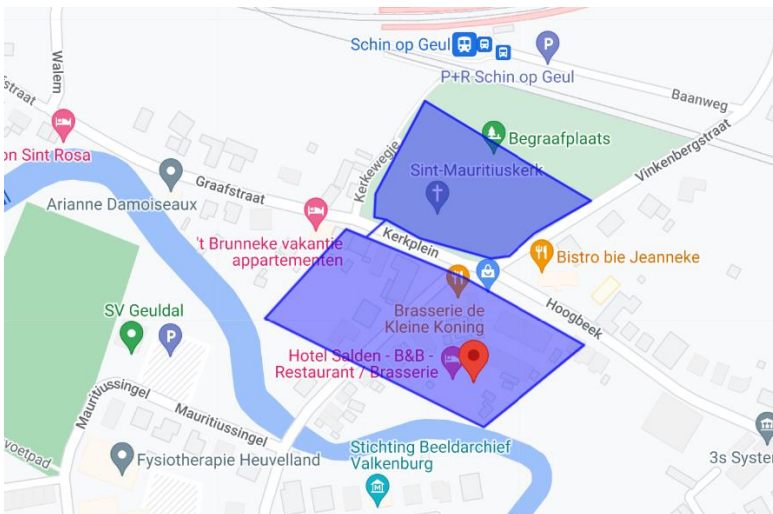 Schin op Geul
P+R Schin op Geul
Walem
Baanweg
Begraafplaats
on Sint Rosa
Vinkenbergstraat
Kerkewegje
Sint-Mauritiuskerk
Graafstraat
Arianne Damoiseaux
Kerkplein
't Brunneke vakantie
appartementen
Bistro bie Jeanneke
SV Geuldal
Brasserie de
Kleine Koning
Hoogbeek
Hotel Salden - B&B -
Restaurant / Brasserie
Mauritiussingel
Mauritiussingel
voetpad
Fysiotherapie Heuvelland
Stichting Beeldarchief
Valkenburg
3s System